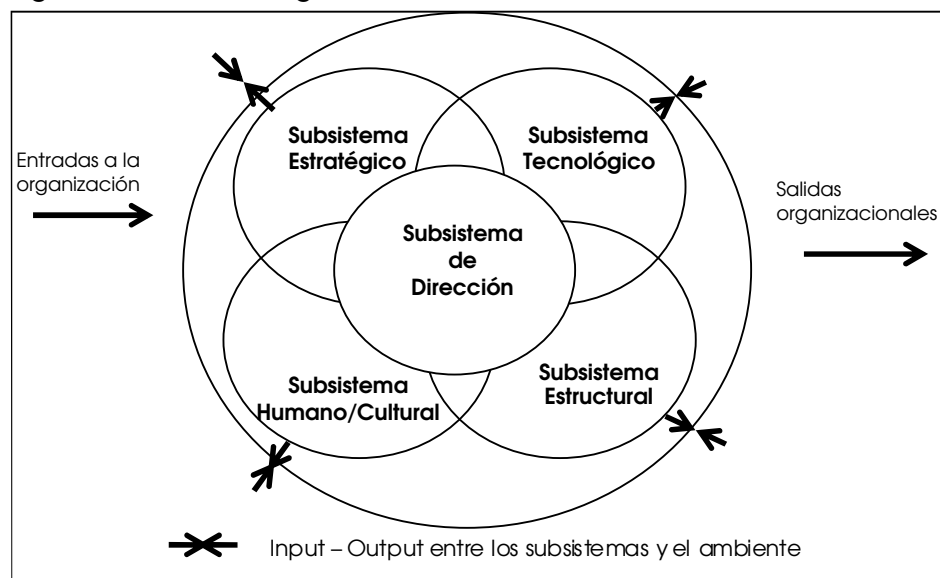 Subsistema
Estratégico
Subsistema
Tecnológico
Entradas a la
organización
Salidas
organizacionales
Subsistema
de
Dirección
Subsistema
Humano/Cultural
Subsistema
Estructural
Input – Output entre los subsistemas y el ambiente